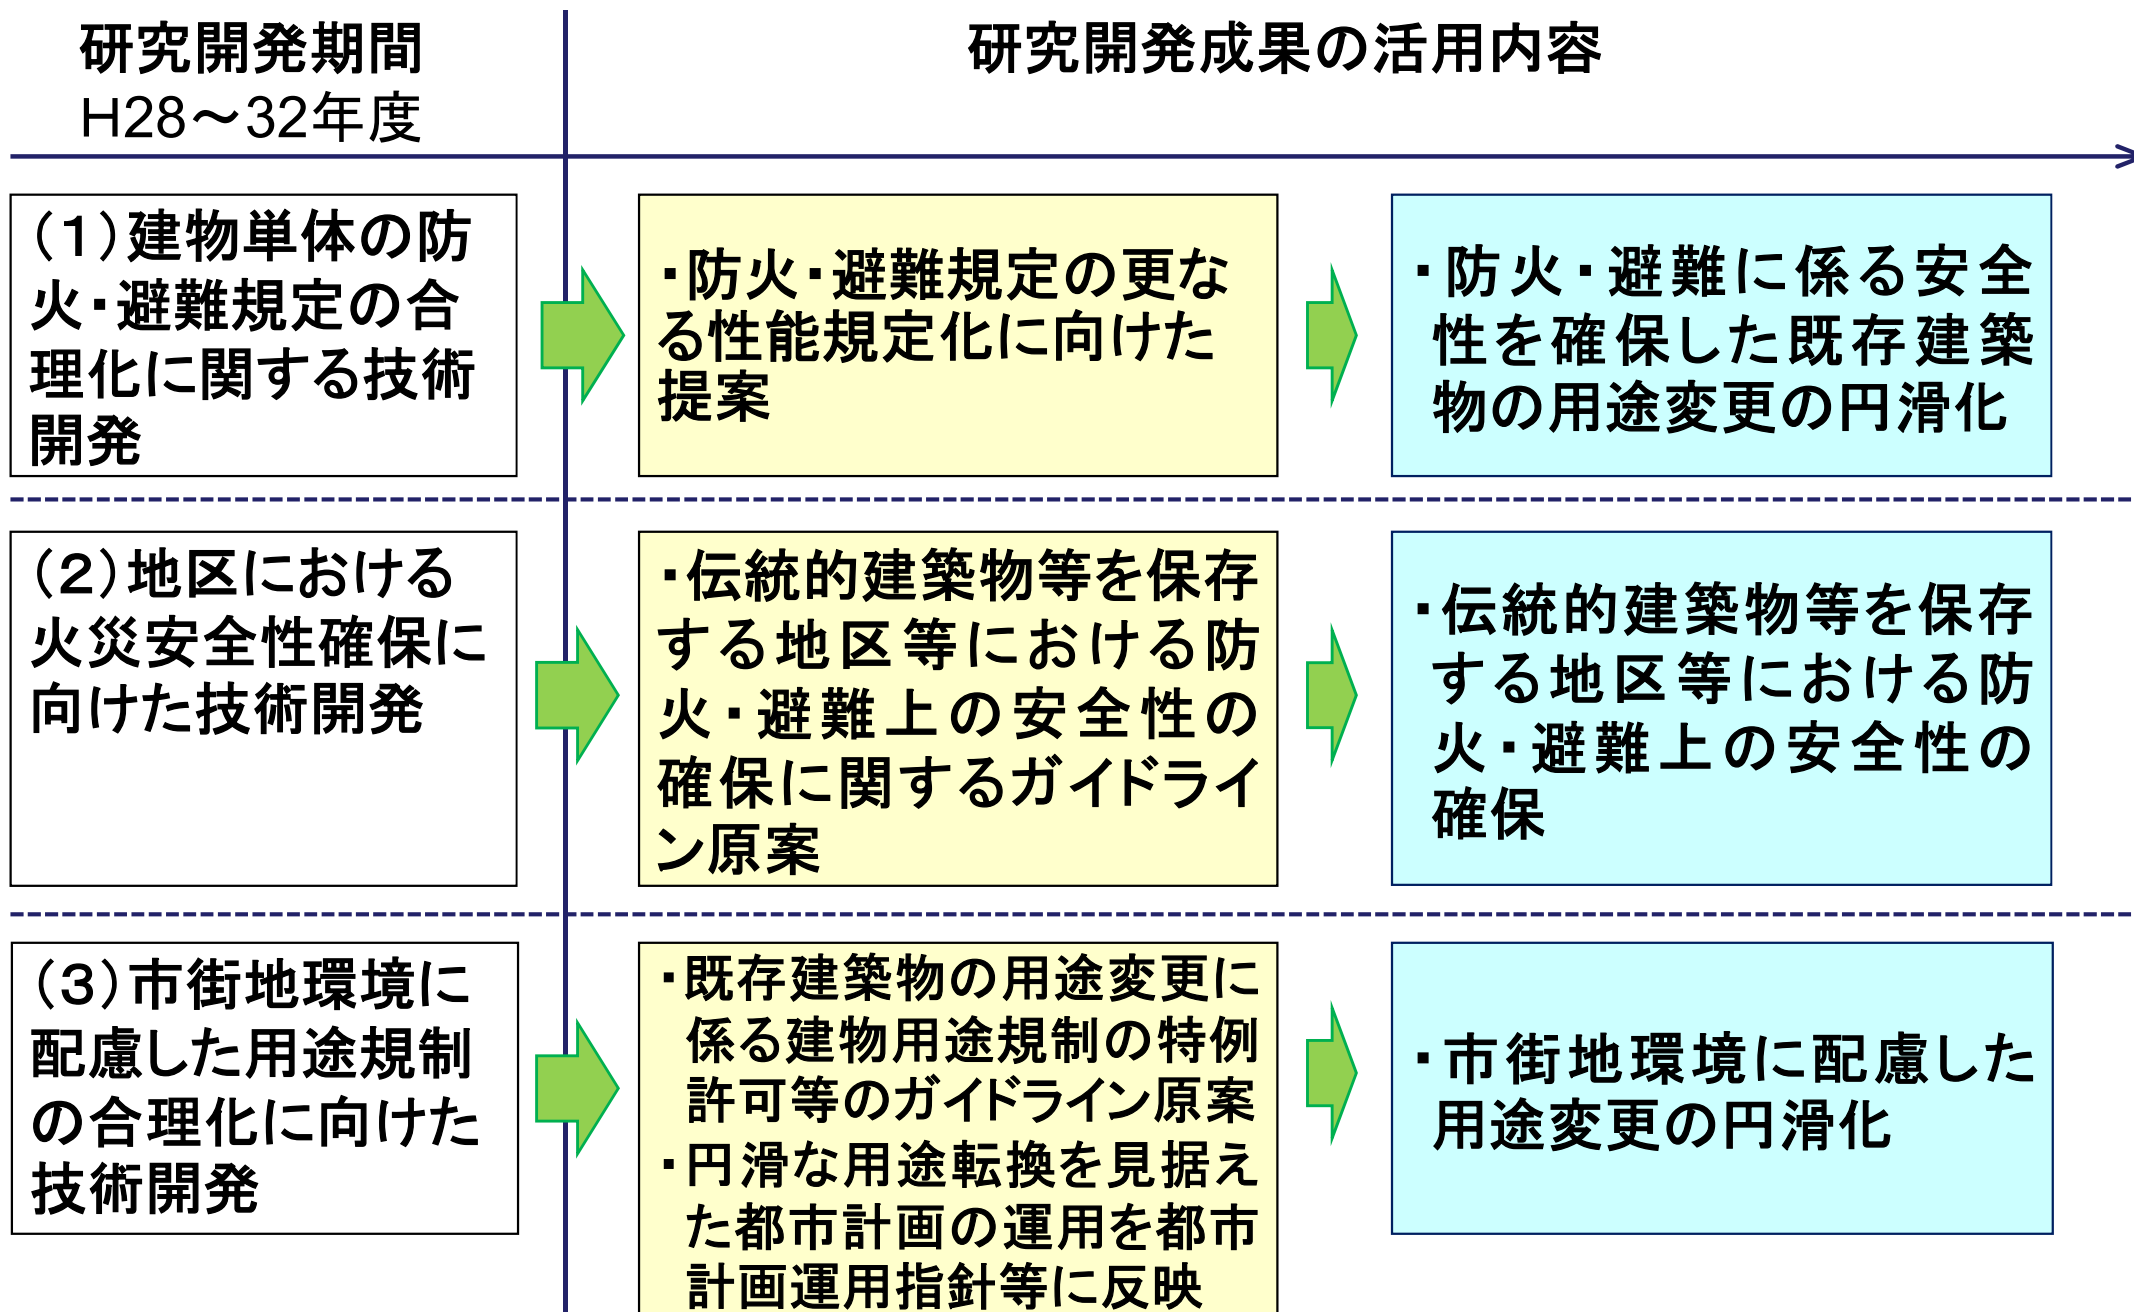 研究開発期間
H28～32年度
研究開発成果の活用内容
（１）建物単体の防
火・避難規定の合
理化に関する技術
開発
・防火・避難規定の更な
る性能規定化に向けた
提案
・防火・避難に係る安全
性を確保した既存建築
物の用途変更の円滑化
（２）地区における
火災安全性確保に
向けた技術開発
・伝統的建築物等を保存
する地区等における防
火・避難上の安全性の
確保に関するガイドライ
ン原案
・伝統的建築物等を保存
する地区等における防
火・避難上の安全性の
確保
（３）市街地環境に
配慮した用途規制
の合理化に向けた
技術開発
・既存建築物の用途変更に
係る建物用途規制の特例
許可等のガイドライン原案
・円滑な用途転換を見据え
た都市計画の運用を都市
計画運用指針等に反映
・市街地環境に配慮した
用途変更の円滑化